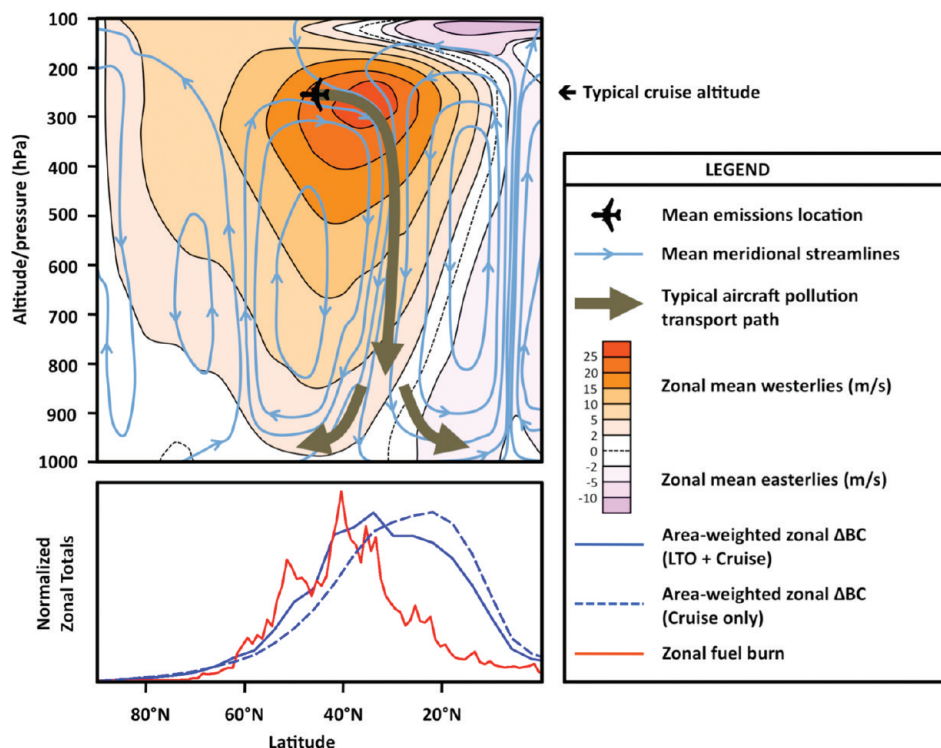 100
200
300
400
500
600
700
800
900
1000
Altitude/pressure (hPa)
Typical cruise altitude
LEGEND
Mean emissions location
Mean meridional streamlines
Typical aircraft pollution
transport path
25
20
15
10
5
2
0
-2
-5
-10
Zonal mean westerlies (m/s)
Zonal mean easterlies (m/s)
Area-weighted zonal ΔBC
(LTO + Cruise)
Area-weighted zonal ΔBC
(Cruise only)
Zonal fuel burn
Normalized
Zonal Totals
80°N 60°N 40°N 20°N
Latitude